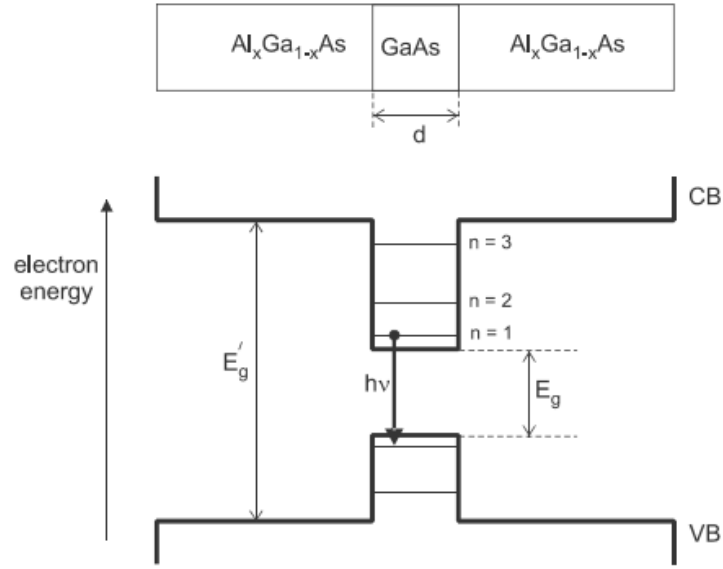 AlₓGa₁₋ₓAs
GaAs
AlₓGa₁₋ₓAs
d
CB
electron
energy
n = 3
n = 2
n = 1
E′g
hν
Eg
VB